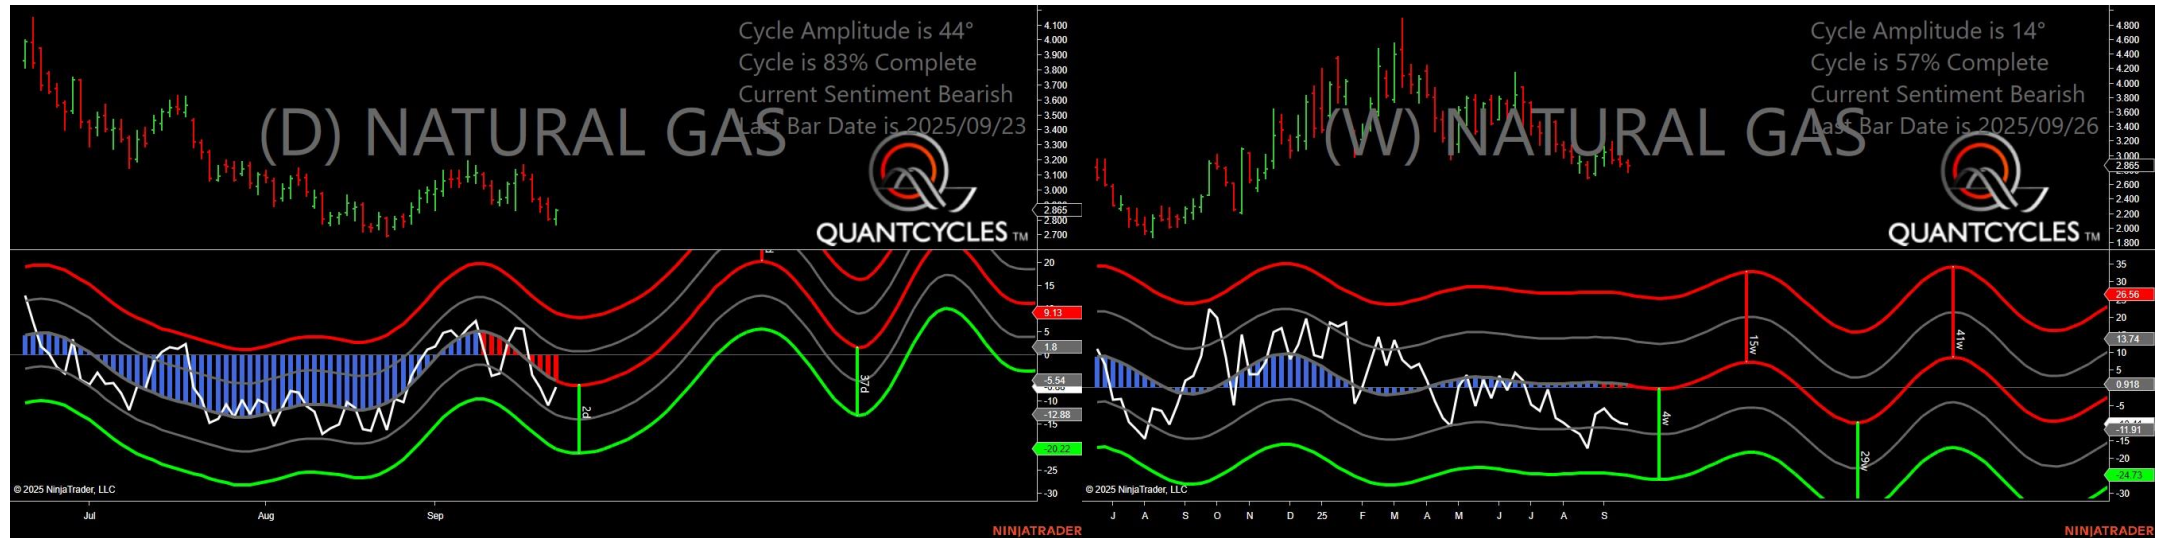 Cycle Amplitude is 44°
Cycle is 83% Complete
Current Sentiment Bearish
Last Bar Date is 2025/09/23
(D) NATURAL GAS
QUANTCYCLES TM
4.100
4.000
3.900
3.800
3.700
3.600
3.500
3.400
3.300
3.200
3.100
3.000
2.865
2.800
2.700
20
15
9.13
5
1.8
0
-5.54
-10
-12.88
-15
-20.22
-25
-30
2d
37d
© 2025 NinjaTrader, LLC
Jul
Aug
Sep
NINJATRADER
Cycle Amplitude is 14°
Cycle is 57% Complete
Current Sentiment Bearish
Last Bar Date is 2025/09/26
(W) NATURAL GAS
QUANTCYCLES TM
4.800
4.600
4.400
4.200
4.000
3.800
3.600
3.400
3.200
3.000
2.865
2.600
2.400
2.200
2.000
1.800
35
30
26.56
20
13.74
10
5
0.918
-5
-11.91
-15
-20
-24.73
-30
15w
41w
4w
29w
© 2025 NinjaTrader, LLC
J A S O N D 25 F M A M J J A S
NINJATRADER